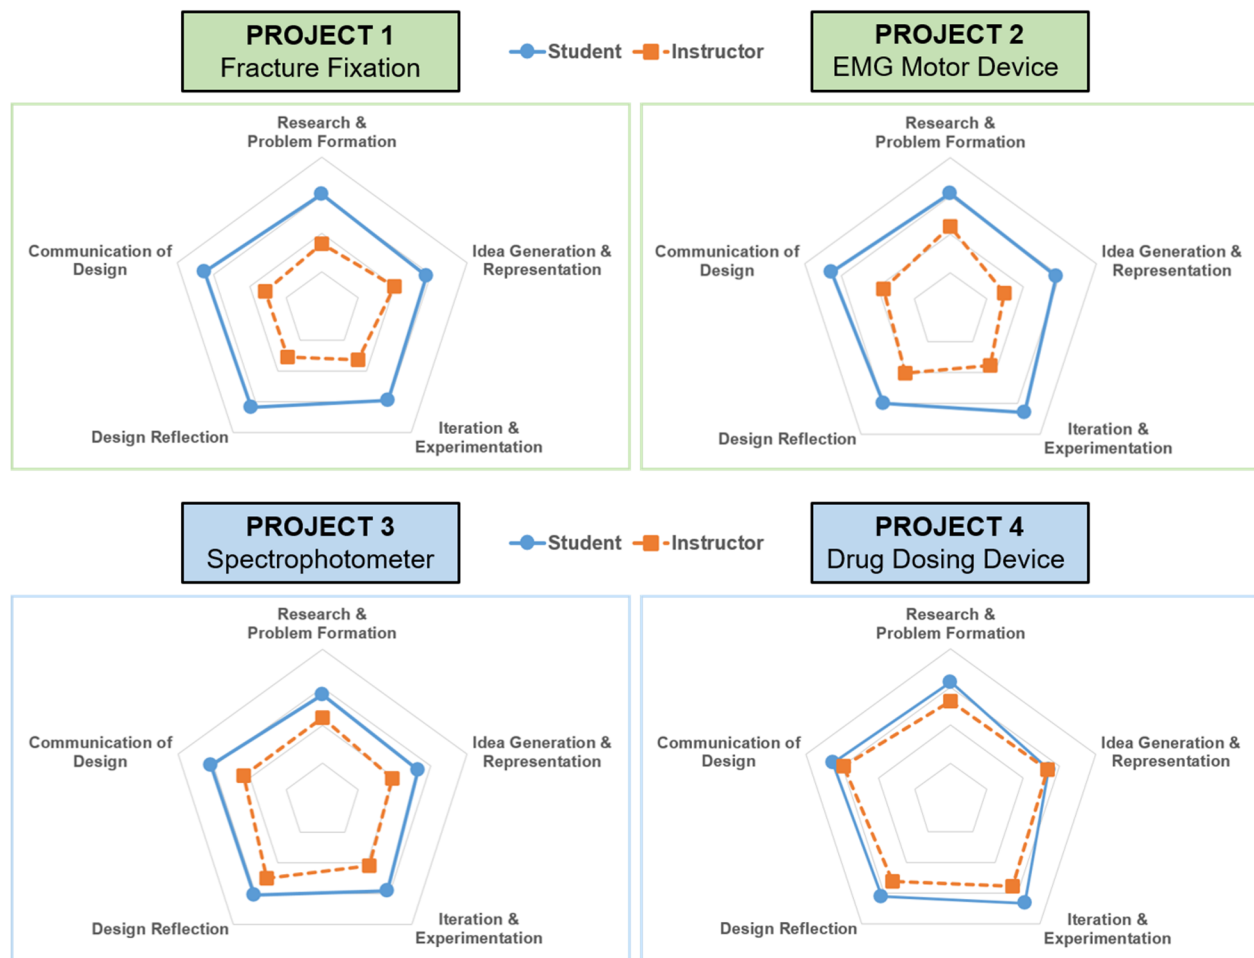 PROJECT 1
Fracture Fixation
Student
Instructor
PROJECT 2
EMG Motor Device
Research &
Problem Formation
Communication of
Design
Idea Generation &
Representation
Design Reflection
Iteration &
Experimentation
Research &
Problem Formation
Communication of
Design
Idea Generation &
Representation
Design Reflection
Iteration &
Experimentation
PROJECT 3
Spectrophotometer
Student
Instructor
PROJECT 4
Drug Dosing Device
Research &
Problem Formation
Communication of
Design
Idea Generation &
Representation
Design Reflection
Iteration &
Experimentation
Research &
Problem Formation
Communication of
Design
Idea Generation &
Representation
Design Reflection
Iteration &
Experimentation